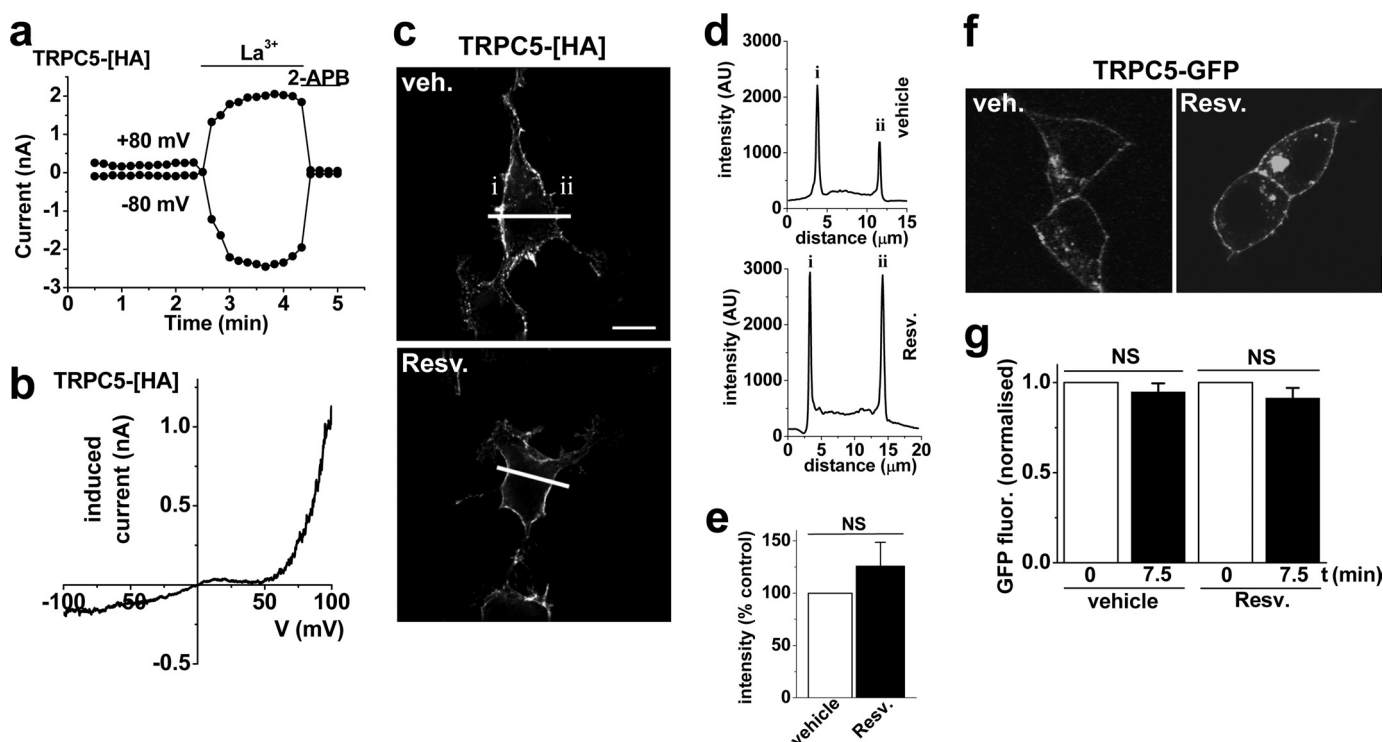 a
TRPC5-[HA]
La3+
2-APB
2
1
0
-1
-2
-3
Current (nA)
+80 mV
-80 mV
0
1
2
3
4
5
Time (min)
b
TRPC5-[HA]
induced
current (nA)
1.0
0.5
-0.5
-100
-50
50
100
V (mV)
c
TRPC5-[HA]
veh.
i
ii
Resv.
d
3000
2000
1000
0
intensity (AU)
i
ii
vehicle
0
5
10
15
distance (µm)
3000
2000
1000
0
intensity (AU)
i
ii
Resv.
0
5
10
15
20
distance (µm)
e
NS
150
100
50
0
intensity (% control)
vehicle
Resv.
f
TRPC5-GFP
veh.
Resv.
g
NS
NS
1.0
0.5
0.0
GFP fluor. (normalised)
0
7.5
0
7.5
t (min)
vehicle
Resv.